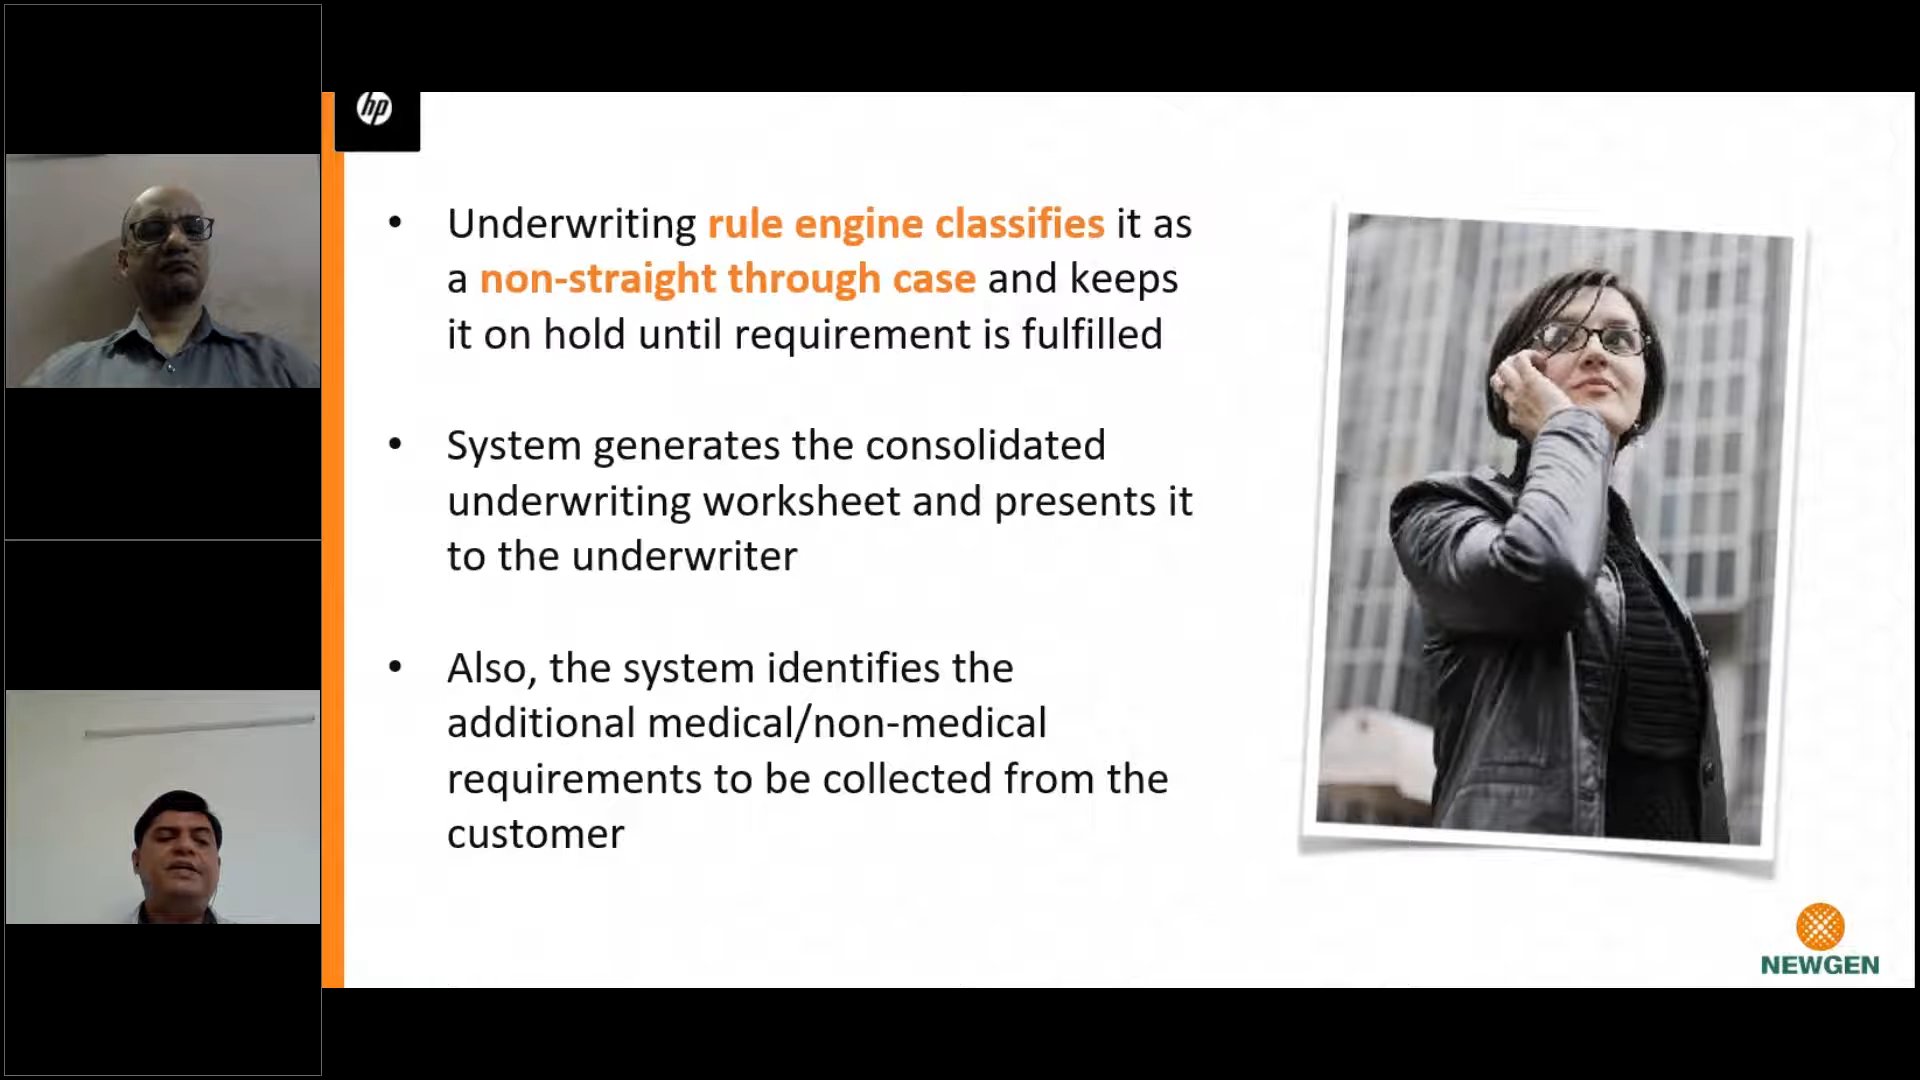 hp
• Underwriting rule engine classifies it as
a non-straight through case and keeps
it on hold until requirement is fulfilled
• System generates the consolidated
underwriting worksheet and presents it
to the underwriter
• Also, the system identifies the
additional medical/non-medical
requirements to be collected from the
customer
NEWGEN